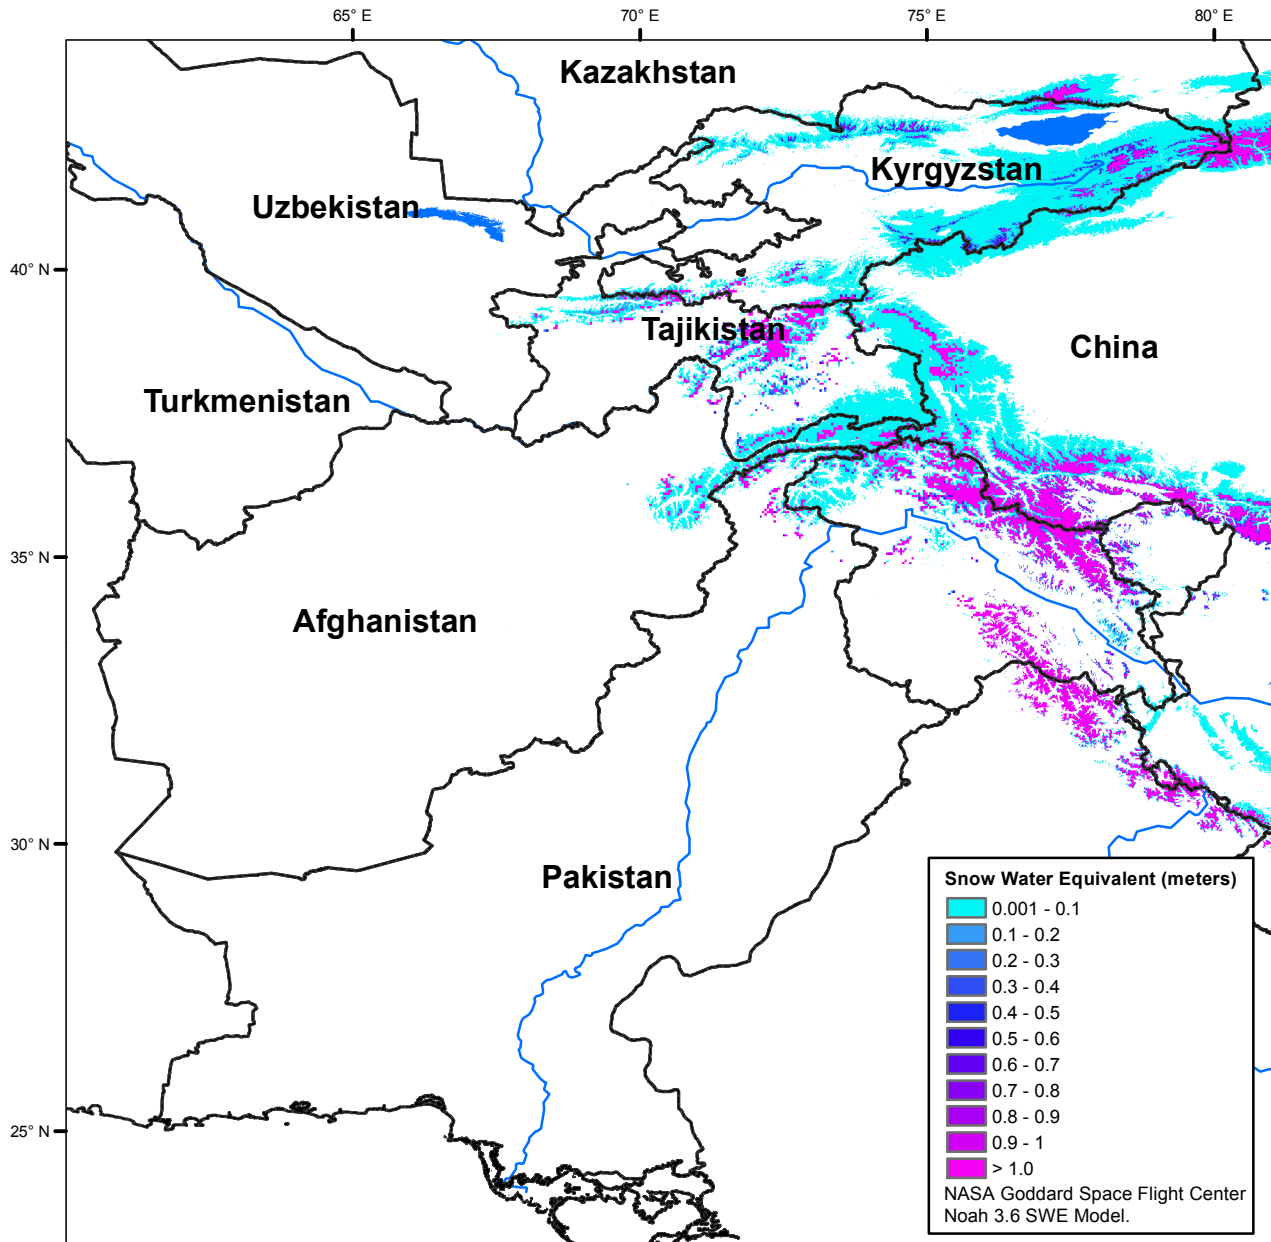 65° E
70° E
75° E
80° E
Kazakhstan
Kyrgyzstan
Uzbekistan
40° N
Tajikistan
China
Turkmenistan
35° N
Afghanistan
30° N
Pakistan
25° N
Snow Water Equivalent (meters)
0.001 - 0.1
0.1 - 0.2
0.2 - 0.3
0.3 - 0.4
0.4 - 0.5
0.5 - 0.6
0.6 - 0.7
0.7 - 0.8
0.8 - 0.9
0.9 - 1
> 1.0
NASA Goddard Space Flight Center
Noah 3.6 SWE Model.